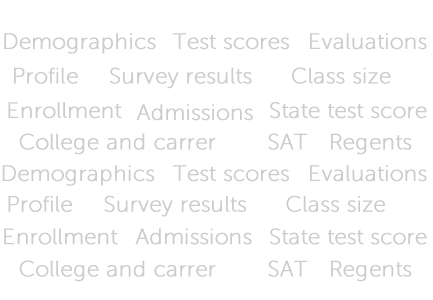 Demographics Test scores Evaluations
Profile Survey results Class size
Enrollment Admissions State test score
College and carrer SAT Regents
Demographics Test scores Evaluations
Profile Survey results Class size
Enrollment Admissions State test score
College and carrer SAT Regents